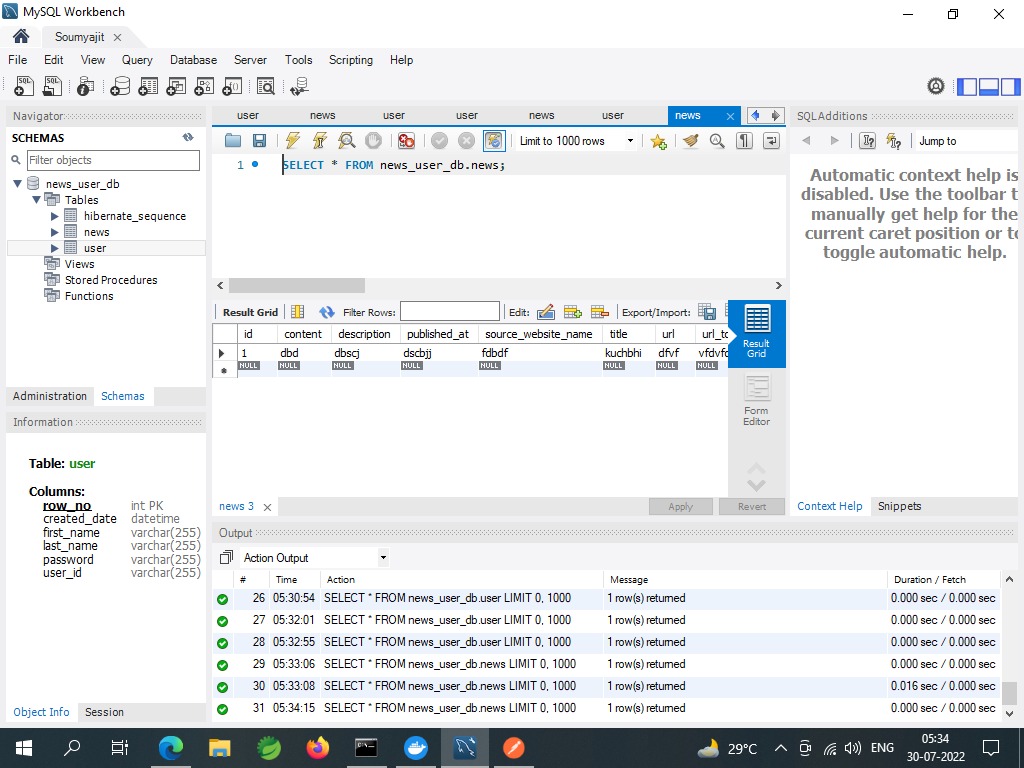 MySQL Workbench
Soumyajit
File Edit View Query Database Server Tools Scripting Help
Navigator
SCHEMAS
Filter objects
news_user_db
Tables
hibernate_sequence
news
user
Views
Stored Procedures
Functions
Administration Schemas
Information
Table: user
Columns:
row_no int PK
created_date datetime
first_name varchar(255)
last_name varchar(255)
password varchar(255)
user_id varchar(255)
Object Info Session
user news user user news user news
Limit to 1000 rows
1 SELECT * FROM news_user_db.news;
Result Grid Filter Rows: Edit: Export/Import:
id content description published_at source_website_name title url url_to
1 dbd dbscj dscbjj fdbdf kuchbhi dfvf vfdvfd
NULL NULL NULL NULL NULL NULL NULL NULL
Result Grid
Form Editor
news 3 Apply Revert
SQLAdditions
Jump to
Automatic context help is
disabled. Use the toolbar t
manually get help for the
current caret position or to
toggle automatic help.
Context Help Snippets
Output
Action Output
# Time Action Message Duration / Fetch
26 05:30:54 SELECT * FROM news_user_db.user LIMIT 0, 1000 1 row(s) returned 0.000 sec / 0.000 sec
27 05:32:01 SELECT * FROM news_user_db.user LIMIT 0, 1000 1 row(s) returned 0.000 sec / 0.000 sec
28 05:32:55 SELECT * FROM news_user_db.user LIMIT 0, 1000 1 row(s) returned 0.000 sec / 0.000 sec
29 05:33:06 SELECT * FROM news_user_db.news LIMIT 0, 1000 1 row(s) returned 0.000 sec / 0.000 sec
30 05:33:08 SELECT * FROM news_user_db.news LIMIT 0, 1000 1 row(s) returned 0.016 sec / 0.000 sec
31 05:34:15 SELECT * FROM news_user_db.news LIMIT 0, 1000 1 row(s) returned 0.000 sec / 0.000 sec
29°C ENG 05:34
30-07-2022